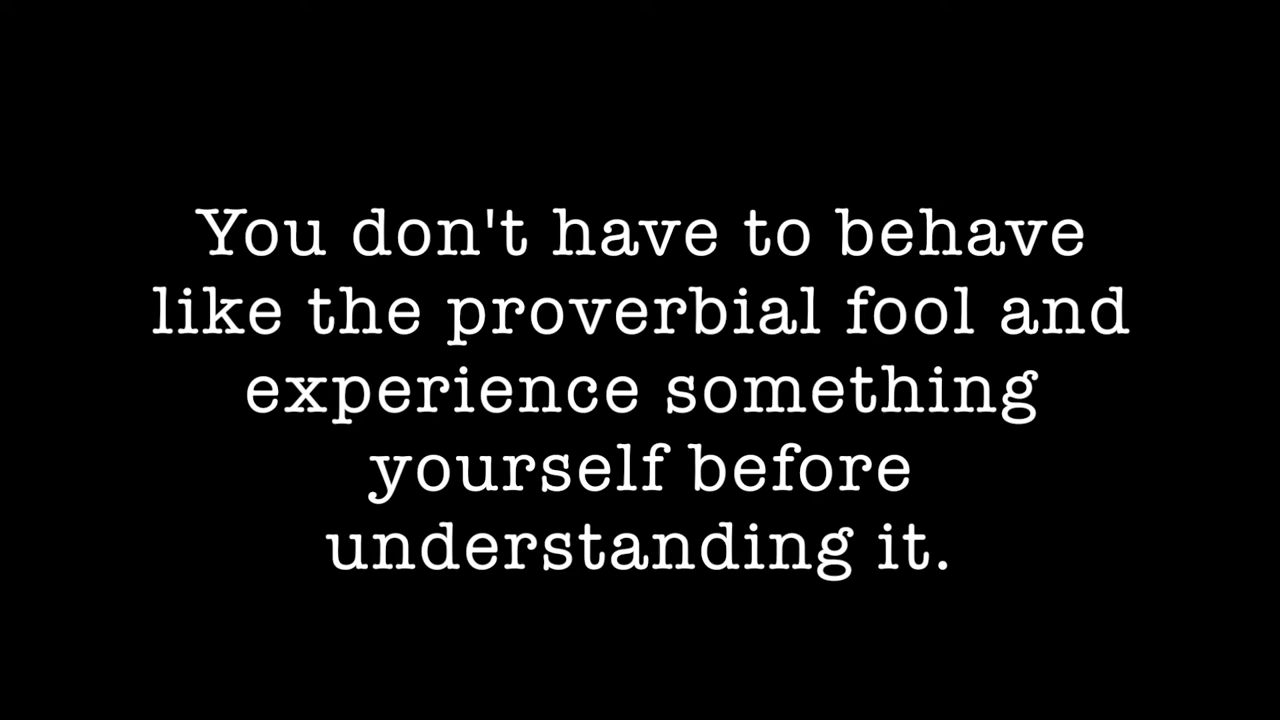 You don't have to behave
like the proverbial fool and
experience something
yourself before
understanding it.